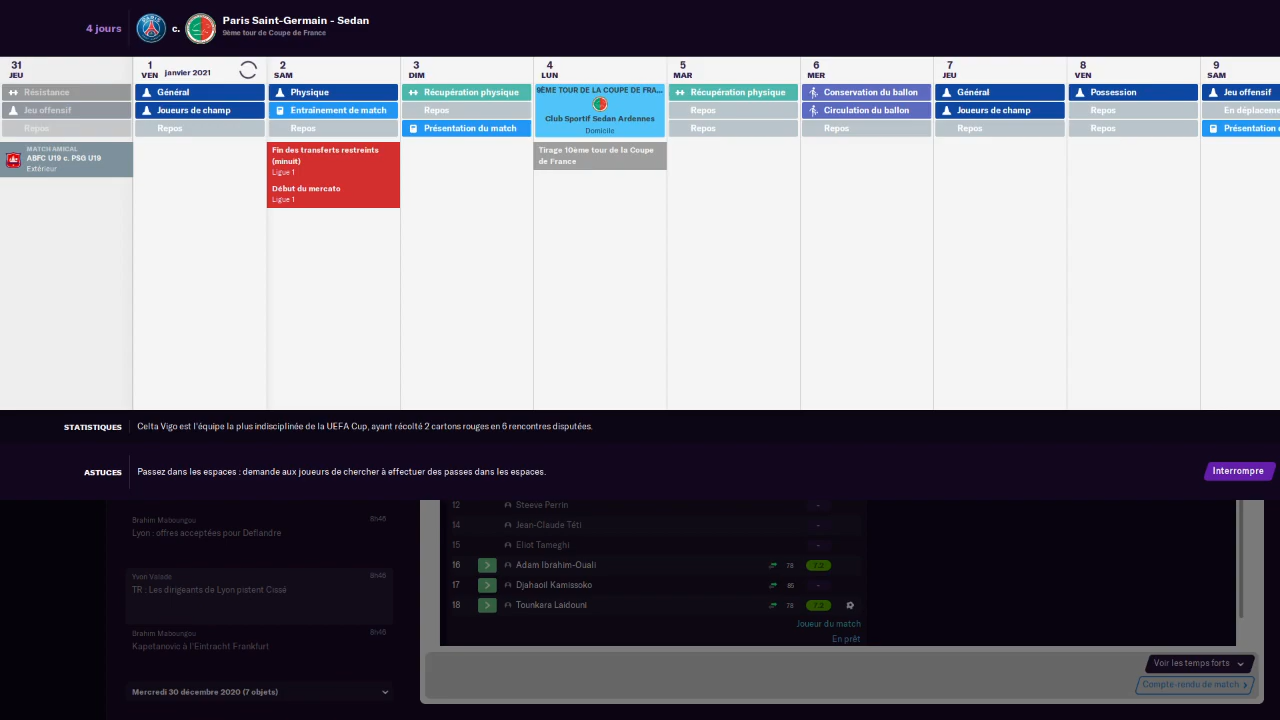 4 jours
c.
Paris Saint-Germain - Sedan
9ème tour de Coupe de France
31
JEU
1
VEN janvier 2021
2
SAM
3
DIM
4
LUN
5
MAR
6
MER
7
JEU
8
VEN
9
SAM
Résistance
Jeu offensif
Repos
MATCH AMICAL
ABFC U19 c. PSG U19
Extérieur
Général
Joueurs de champ
Repos
Physique
Entraînement de match
Repos
Fin des transferts restreints
(minuit)
Ligue 1
Début du mercato
Ligue 1
Récupération physique
Repos
Présentation du match
9ÈME TOUR DE LA COUPE DE FRA...
Club Sportif Sedan Ardennes
Domicile
Tirage 10ème tour de la Coupe
de France
Récupération physique
Repos
Repos
Conservation du ballon
Circulation du ballon
Repos
Général
Joueurs de champ
Repos
Possession
Repos
Repos
Jeu offensif
En déplaceme
Présentation d
STATISTIQUES
Celta Vigo est l'équipe la plus indisciplinée de la UEFA Cup, ayant récolté 2 cartons rouges en 6 rencontres disputées.
ASTUCES
Passez dans les espaces : demande aux joueurs de chercher à effectuer des passes dans les espaces.
Interrompre
Brahim Maboungou 8h46
Lyon : offres acceptées pour Deflandre
Yvon Valade 8h46
TR : Les dirigeants de Lyon pistent Cissé
Brahim Maboungou 8h46
Kapetanovic à l'Eintracht Frankfurt
Mercredi 30 décembre 2020 (7 objets)
12 Steeve Perrin -
14 Jean-Claude Téti -
15 Eliot Tameghi -
16 Adam Ibrahim-Ouali 78 7.2
17 Djahaoil Kamissoko 85 -
18 Tounkara Laidouni 78 7.2
Joueur du match
En prêt
Voir les temps forts
Compte-rendu de match